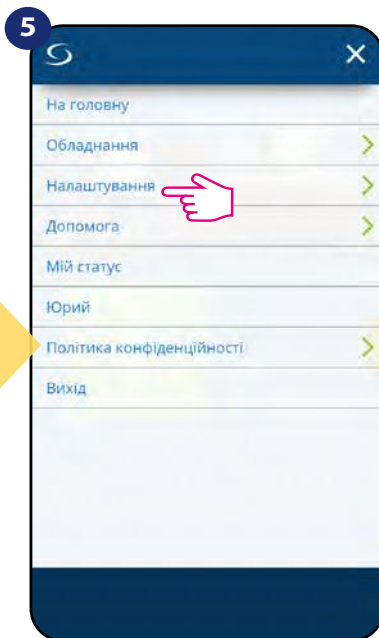 5
На головну
Обладнання
Налаштування
Допомога
Мій статус
Юрий
Політика конфіденційності
Вихід